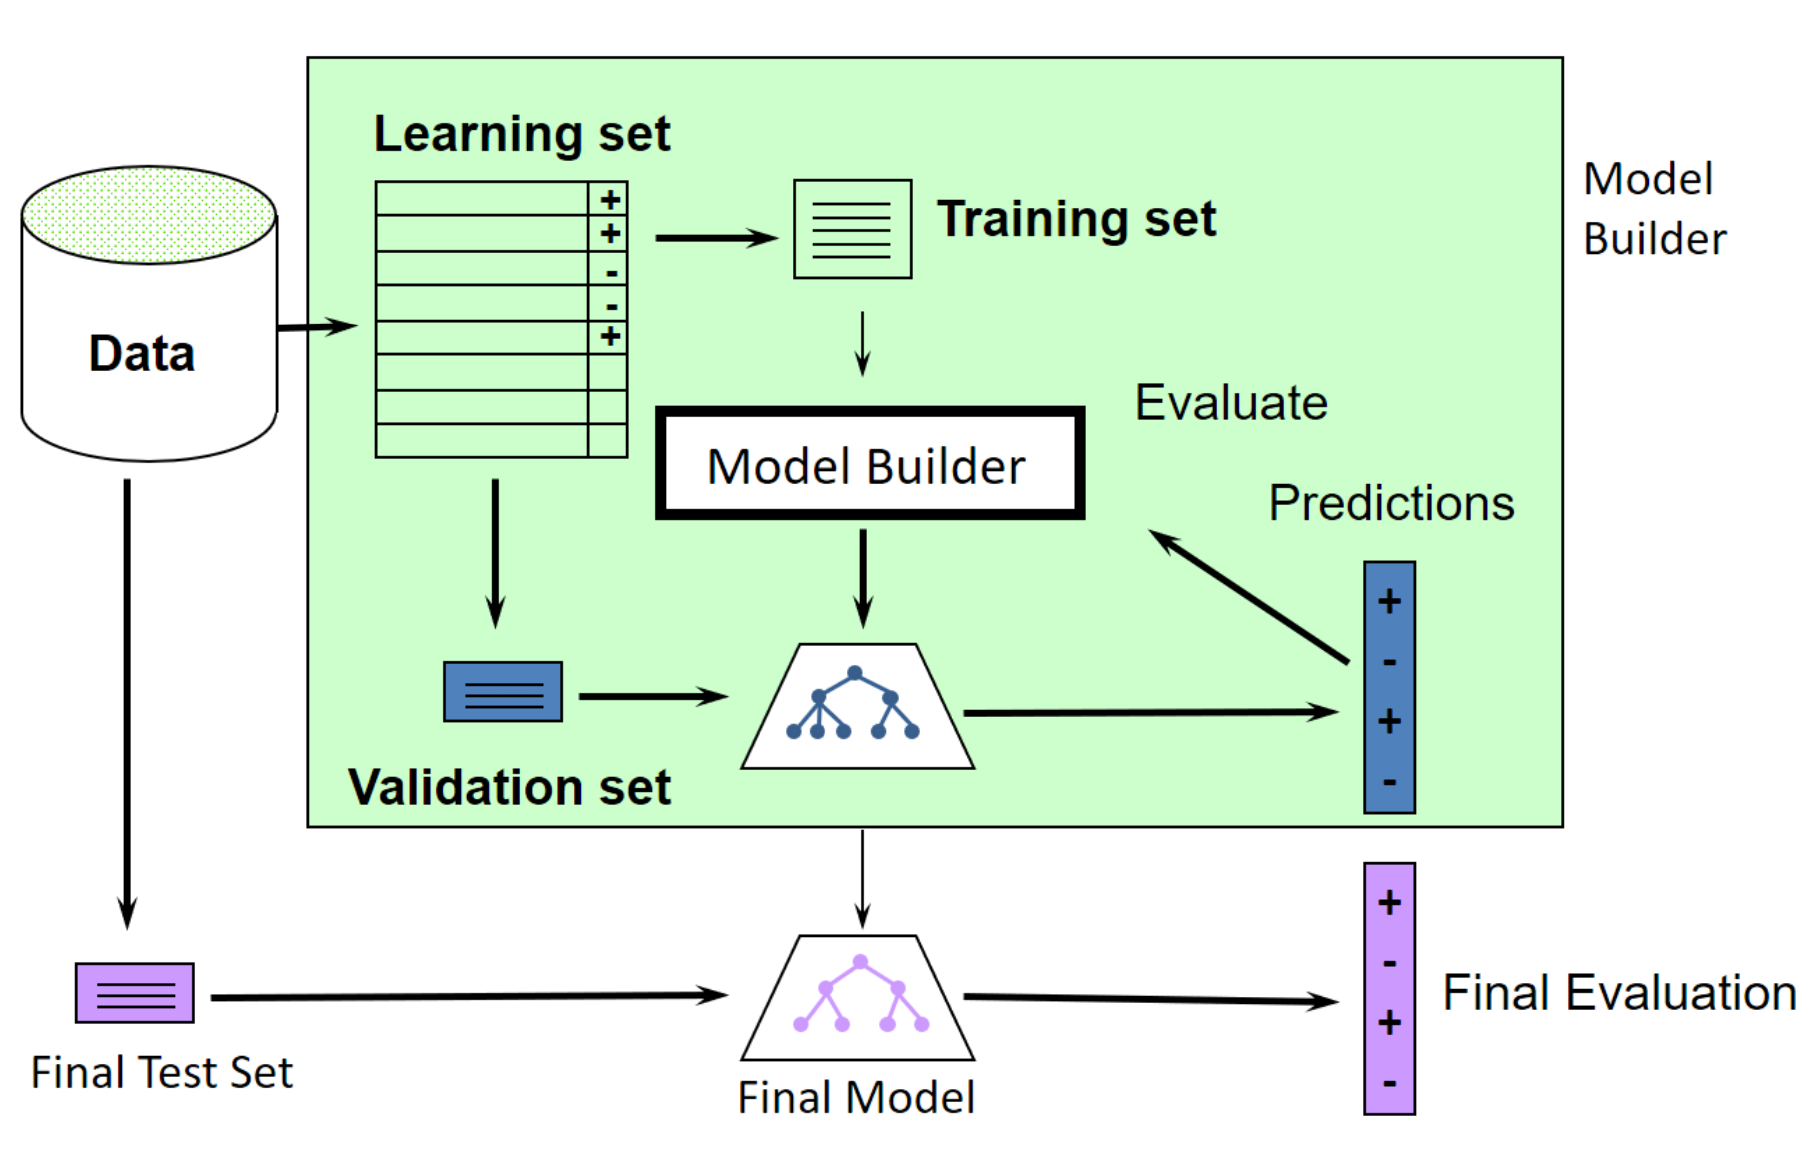 Learning set
Model
Builder
+
+
-
-
+
Training set
Data
Evaluate
Model Builder
Predictions
+
-
+
-
Validation set
+
-
+
-
Final Evaluation
Final Test Set
Final Model